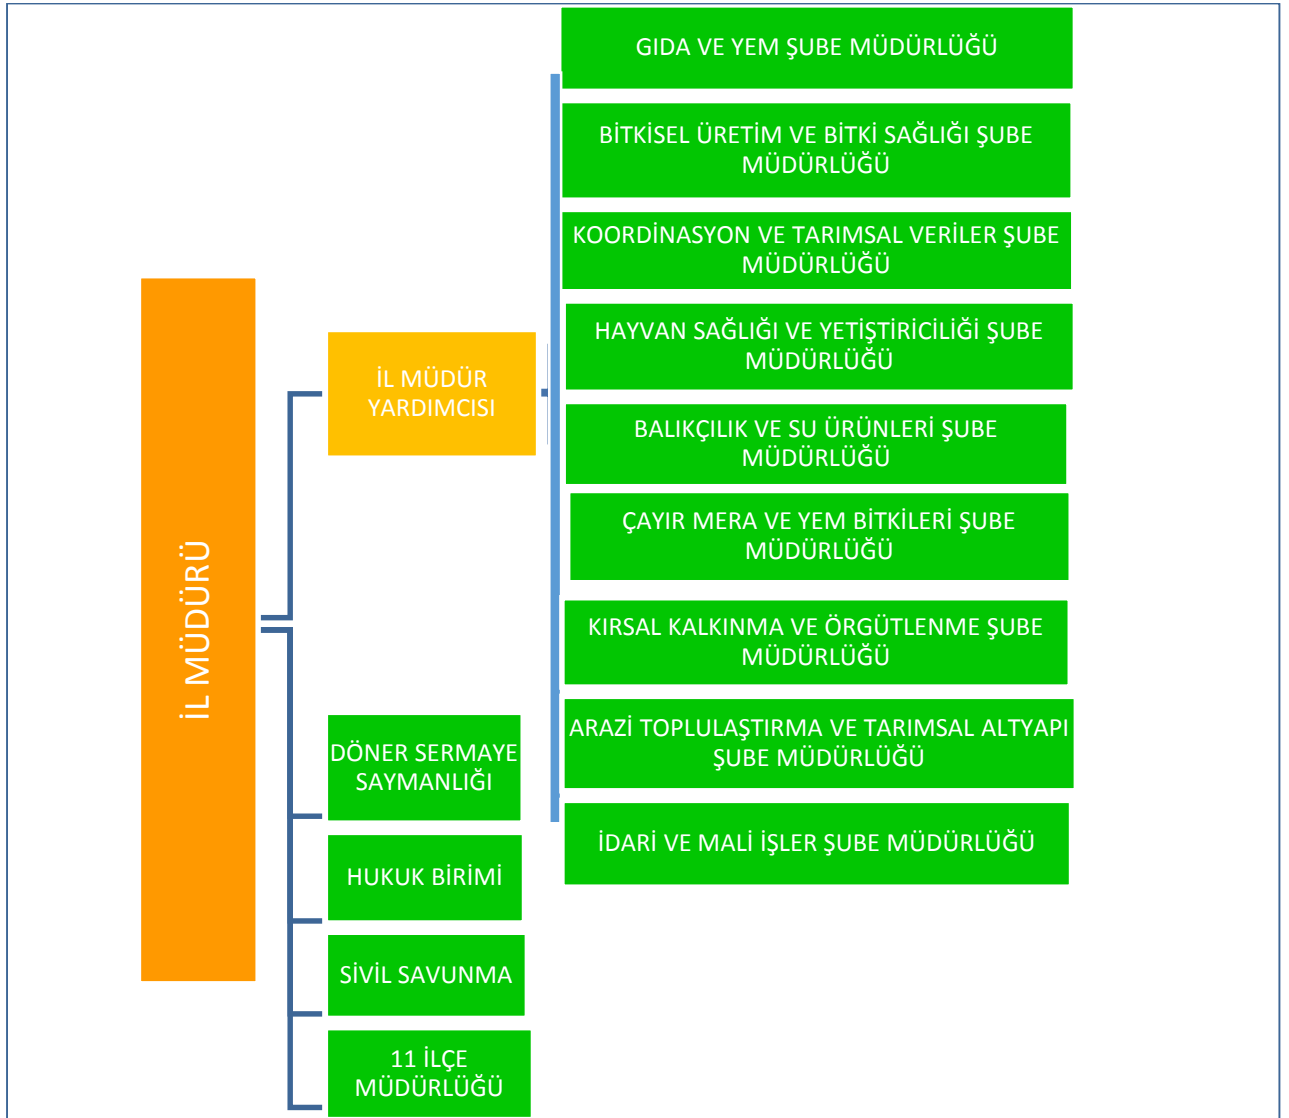 İL MÜDÜRÜ
İL MÜDÜR
YARDIMCISI
GIDA VE YEM ŞUBE MÜDÜRLÜĞÜ
BİTKİSEL ÜRETİM VE BİTKİ SAĞLIĞI ŞUBE
MÜDÜRLÜĞÜ
KOORDİNASYON VE TARIMSAL VERİLER ŞUBE
MÜDÜRLÜĞÜ
HAYVAN SAĞLIĞI VE YETİŞTİRİCİLİĞİ ŞUBE
MÜDÜRLÜĞÜ
BALIKÇILIK VE SU ÜRÜNLERİ ŞUBE
MÜDÜRLÜĞÜ
ÇAYIR MERA VE YEM BİTKİLERİ ŞUBE
MÜDÜRLÜĞÜ
KIRSAL KALKINMA VE ÖRGÜTLENME ŞUBE
MÜDÜRLÜĞÜ
ARAZİ TOPLULAŞTIRMA VE TARIMSAL ALTYAPI
ŞUBE MÜDÜRLÜĞÜ
İDARİ VE MALİ İŞLER ŞUBE MÜDÜRLÜĞÜ
DÖNER SERMAYE
SAYMANLIĞI
HUKUK BİRİMİ
SİVİL SAVUNMA
11 İLÇE
MÜDÜRLÜĞÜ